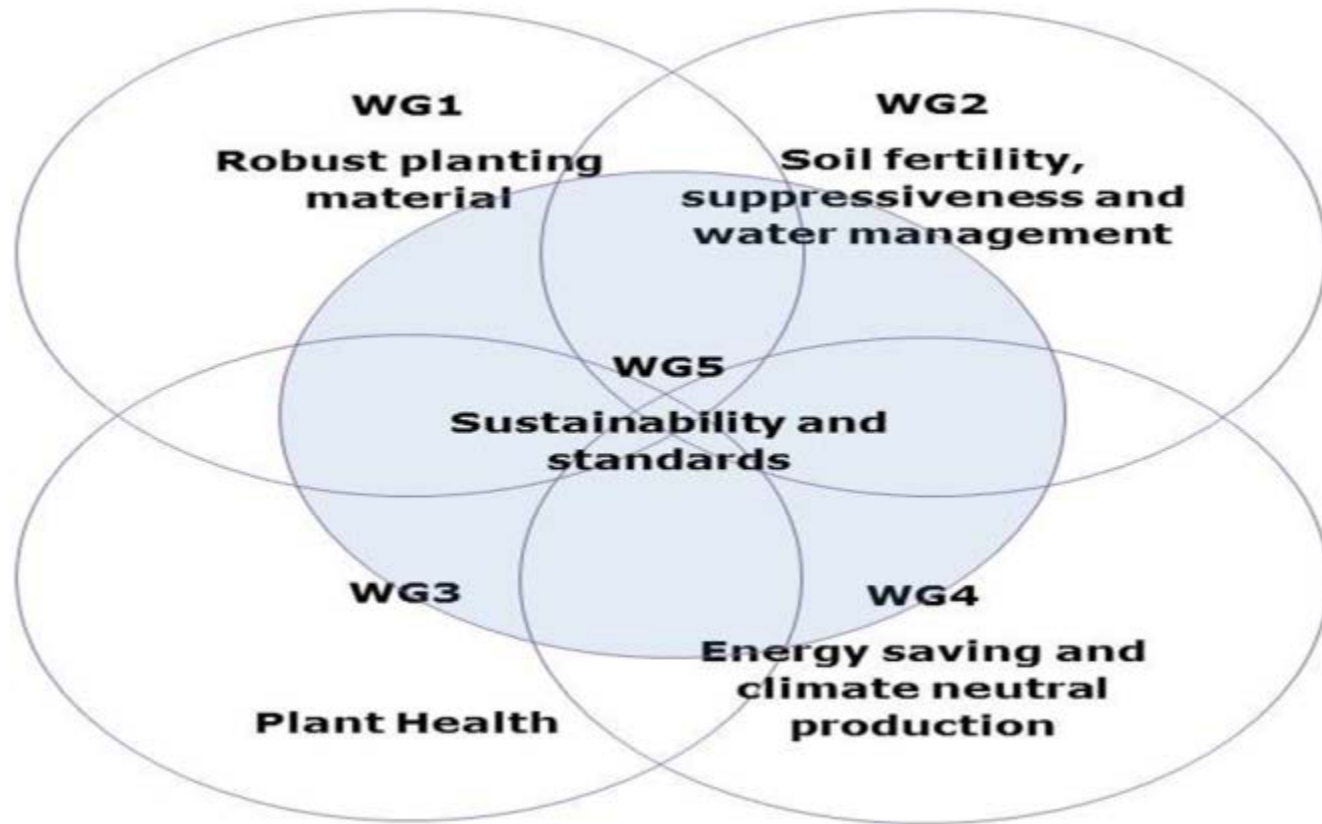 WG1
Robust planting
material
WG2
Soil fertility,
suppressiveness and
water management
WG5
Sustainability and
standards
WG3
Plant Health
WG4
Energy saving and
climate neutral
production